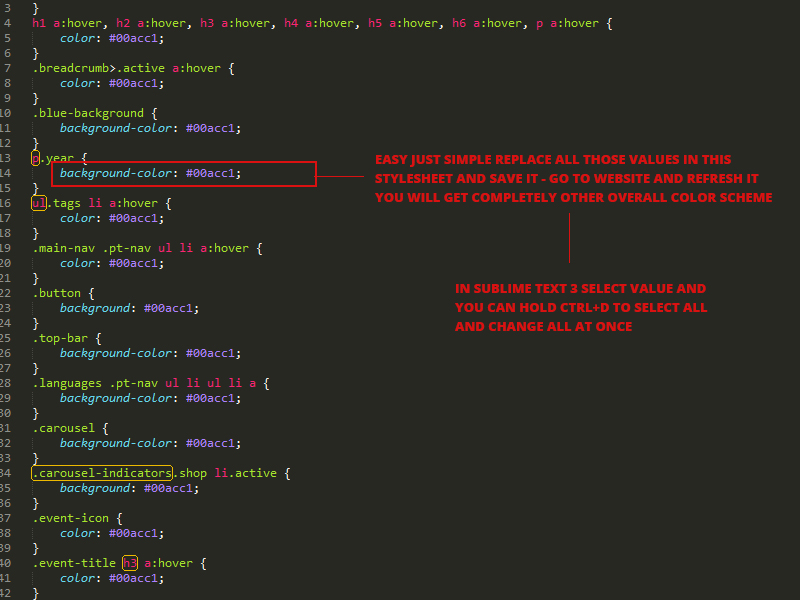 3 }
4 h1 a:hover, h2 a:hover, h3 a:hover, h4 a:hover, h5 a:hover, h6 a:hover, p a:hover {
5 color: #00acc1;
6 }
7 .breadcrumb>.active a:hover {
8 color: #00acc1;
9 }
10 .blue-background {
11 background-color: #00acc1;
12 }
13 p.year {
14 background-color: #00acc1;
15 }
16 ul.tags li a:hover {
17 color: #00acc1;
18 }
19 .main-nav .pt-nav ul li a:hover {
20 color: #00acc1;
21 }
22 .button {
23 background: #00acc1;
24 }
25 .top-bar {
26 background-color: #00acc1;
27 }
28 .languages .pt-nav ul li ul li a {
29 background-color: #00acc1;
30 }
31 .carousel {
32 background-color: #00acc1;
33 }
34 .carousel-indicators.shop li.active {
35 background: #00acc1;
36 }
37 .event-icon {
38 color: #00acc1;
39 }
40 .event-title h3 a:hover {
41 color: #00acc1;
42 }
EASY JUST SIMPLE REPLACE ALL THOSE VALUES IN THIS
STYLESHEET AND SAVE IT - GO TO WEBSITE AND REFRESH IT
YOU WILL GET COMPLETELY OTHER OVERALL COLOR SCHEME
IN SUBLIME TEXT 3 SELECT VALUE AND
YOU CAN HOLD CTRL+D TO SELECT ALL
AND CHANGE ALL AT ONCE